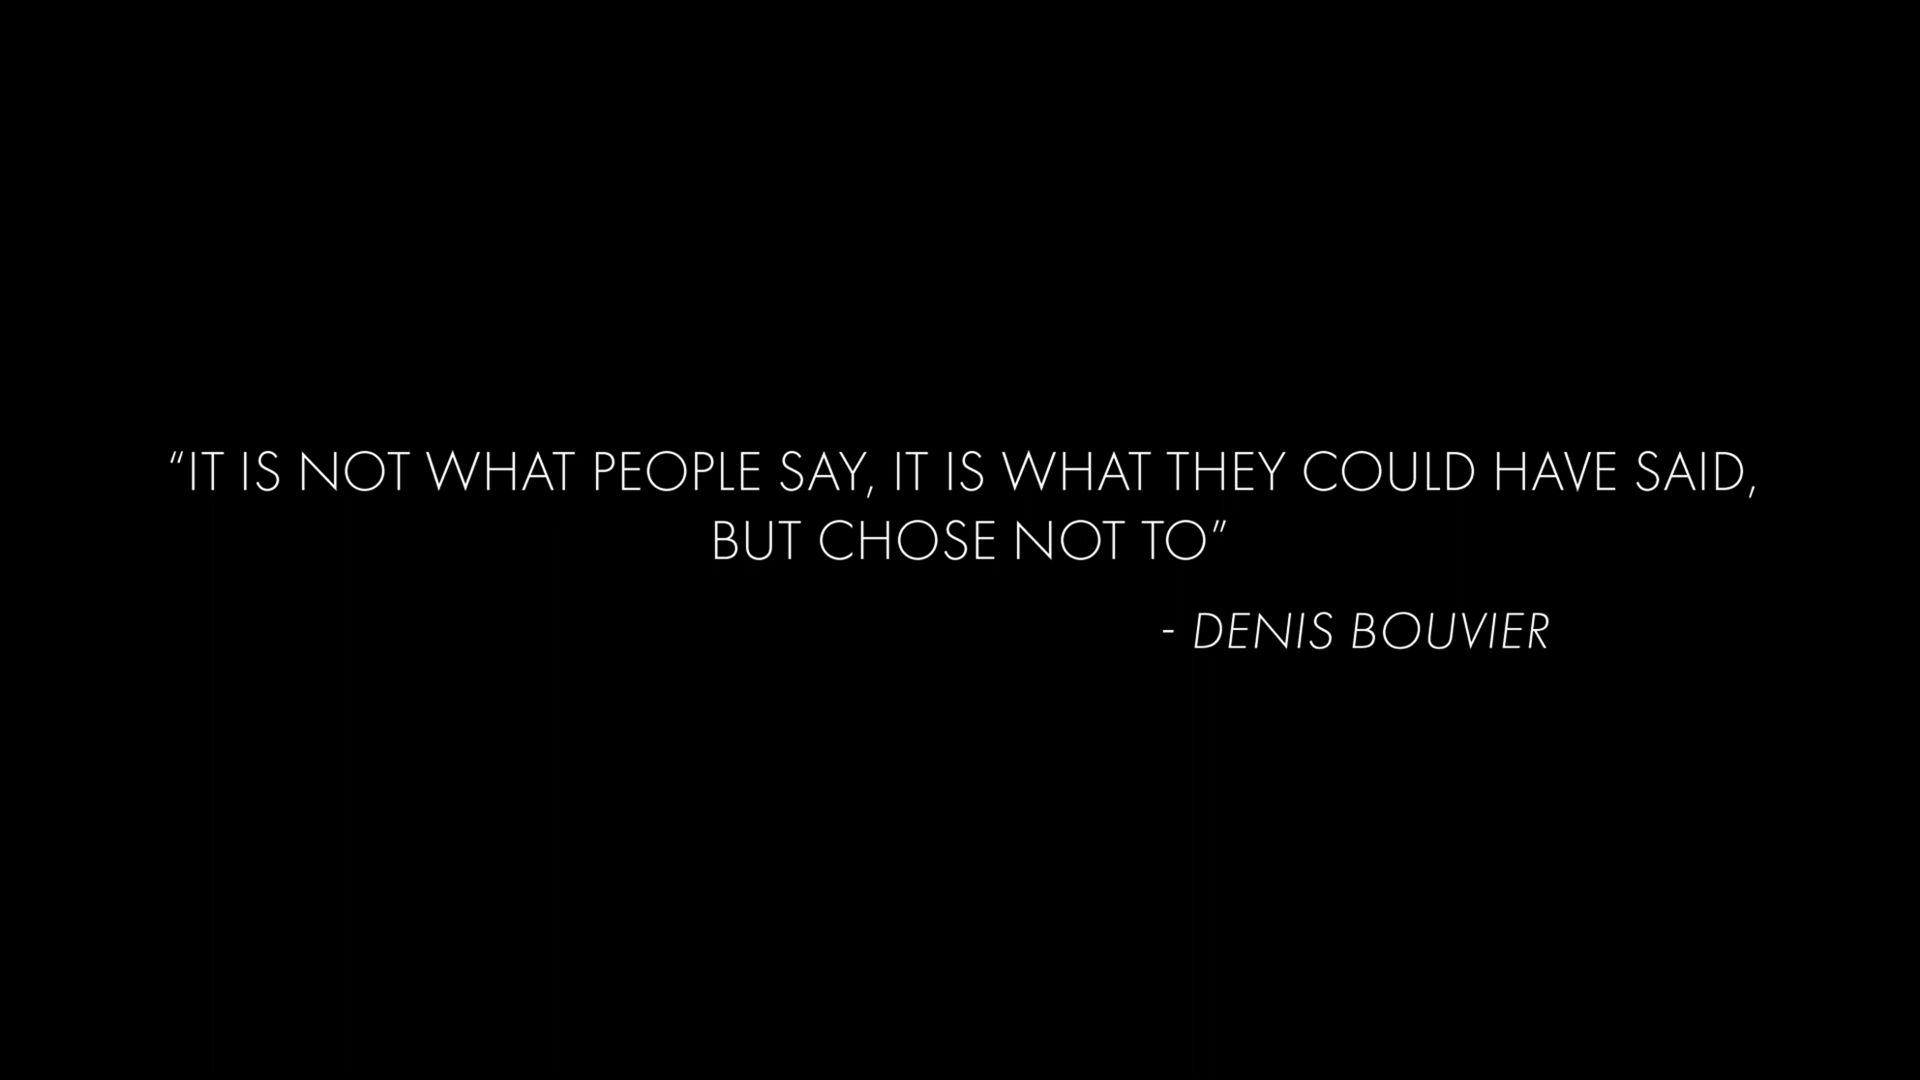 “IT IS NOT WHAT PEOPLE SAY, IT IS WHAT THEY COULD HAVE SAID,
BUT CHOSE NOT TO”
- DENIS BOUVIER